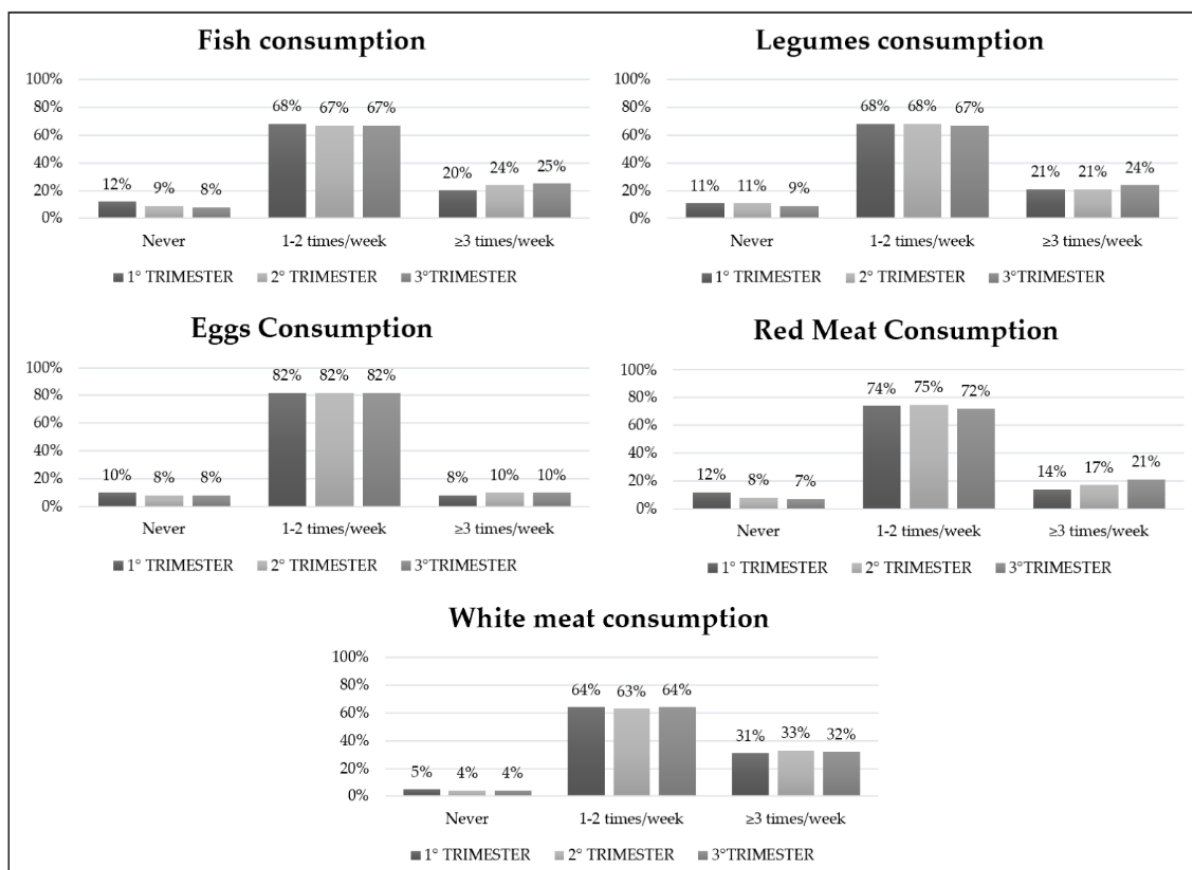 Fish consumption
100%
80%
60%
40%
20%
0%
12% 9% 8%
68% 67% 67%
20% 24% 25%
Never 1-2 times/week ≥3 times/week
1° TRIMESTER 2° TRIMESTER 3°TRIMESTER
Legumes consumption
100%
80%
60%
40%
20%
0%
11% 11% 9%
68% 68% 67%
21% 21% 24%
Never 1-2 times/week ≥3 times/week
1° TRIMESTER 2° TRIMESTER 3°TRIMESTER
Eggs Consumption
100%
80%
60%
40%
20%
0%
10% 8% 8%
82% 82% 82%
8% 10% 10%
Never 1-2 times/week ≥3 times/week
1° TRIMESTER 2° TRIMESTER 3°TRIMESTER
Red Meat Consumption
100%
80%
60%
40%
20%
0%
12% 8% 7%
74% 75% 72%
14% 17% 21%
Never 1-2 times/week ≥3 times/week
1° TRIMESTER 2° TRIMESTER 3°TRIMESTER
White meat consumption
100%
80%
60%
40%
20%
0%
5% 4% 4%
64% 63% 64%
31% 33% 32%
Never 1-2 times/week ≥3 times/week
1° TRIMESTER 2° TRIMESTER 3°TRIMESTER